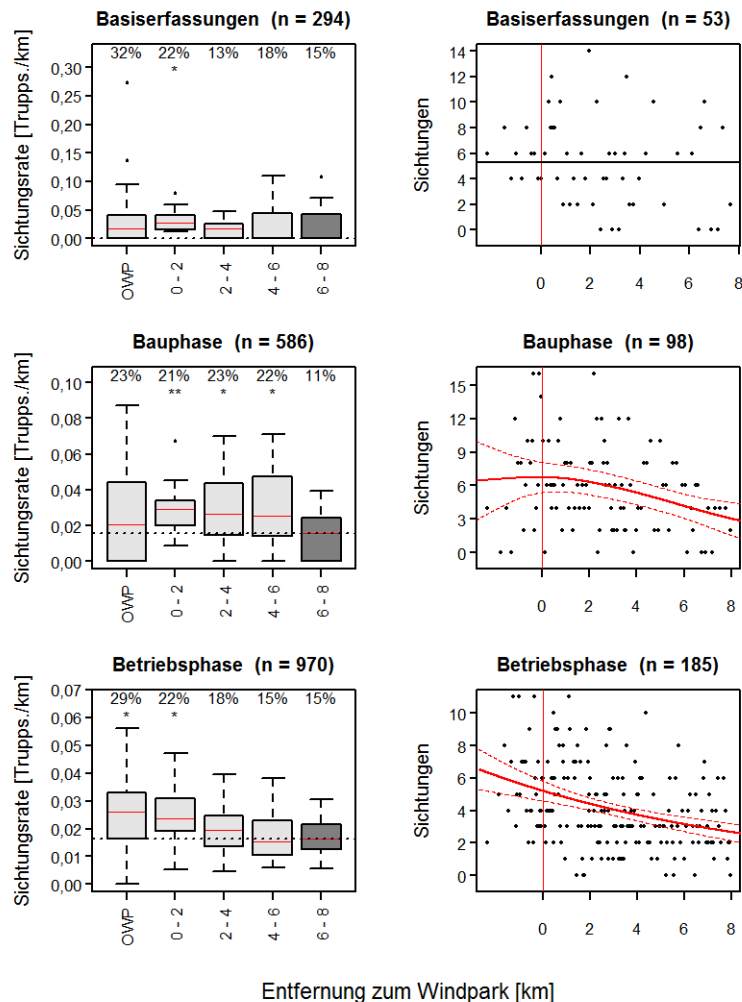 Basiserfassungen (n = 294)
Sichtungsrate [Trupps./km]
0,30
0,25
0,20
0,15
0,10
0,05
0,00
32% 22% 13% 18% 15%
*
OWP 0 - 2 2 - 4 4 - 6 6 - 8
Basiserfassungen (n = 53)
Sichtungen
14
12
10
8
6
4
2
0
0 2 4 6 8
Bauphase (n = 586)
Sichtungsrate [Trupps./km]
0,10
0,08
0,06
0,04
0,02
0,00
23% 21% 23% 22% 11%
** * *
OWP 0 - 2 2 - 4 4 - 6 6 - 8
Bauphase (n = 98)
Sichtungen
15
12
9
6
3
0
0 2 4 6 8
Betriebsphase (n = 970)
Sichtungsrate [Trupps./km]
0,07
0,06
0,05
0,04
0,03
0,02
0,01
0,00
29% 22% 18% 15% 15%
* *
OWP 0 - 2 2 - 4 4 - 6 6 - 8
Betriebsphase (n = 185)
Sichtungen
10
8
6
4
2
0
0 2 4 6 8
Entfernung zum Windpark [km]